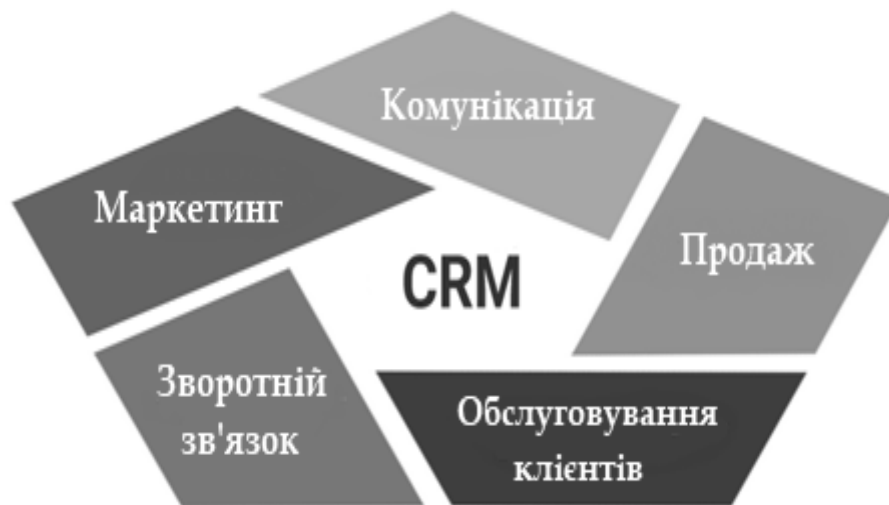 Комунікація
Маркетинг
Продаж
CRM
Зворотній
зв'язок
Обслуговування
клієнтів